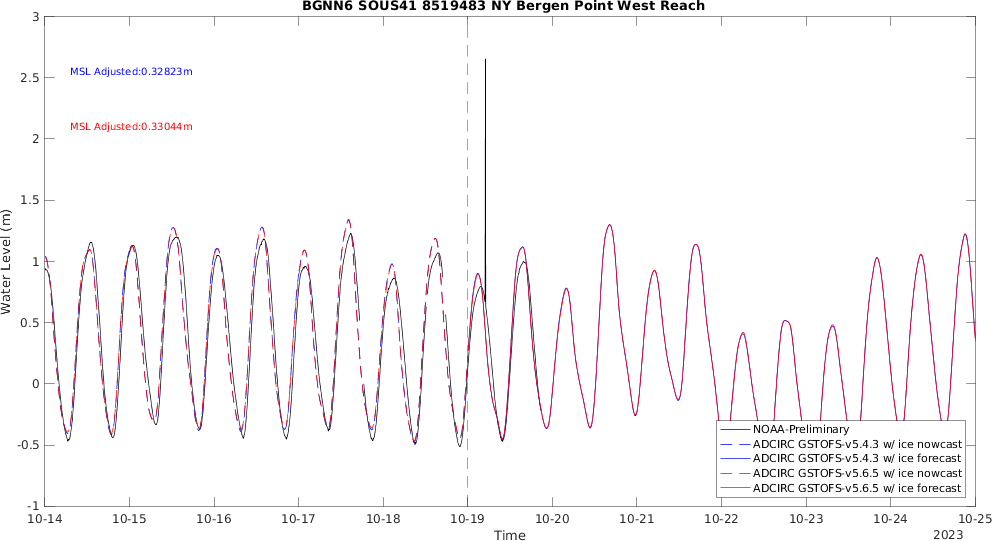 BGNN6 SOUS41 8519483 NY Bergen Point West Reach
3
2.5
2
1.5
1
0.5
0
-0.5
-1
Water Level (m)
MSL Adjusted:0.32823m
MSL Adjusted:0.33044m
NOAA-Preliminary
ADCIRC GSTOFS-v5.4.3 w/ ice nowcast
ADCIRC GSTOFS-v5.4.3 w/ ice forecast
ADCIRC GSTOFS-v5.6.5 w/ ice nowcast
ADCIRC GSTOFS-v5.6.5 w/ ice forecast
10-14 10-15 10-16 10-17 10-18 10-19 10-20 10-21 10-22 10-23 10-24 10-25
Time
2023